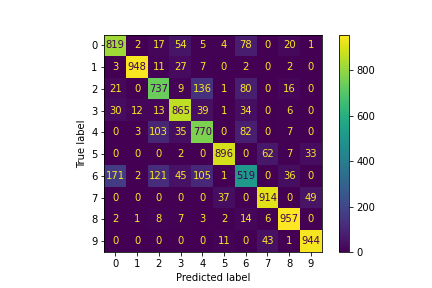 0 819 2 17 54 5 4 78 0 20 1
1 3 948 11 27 7 0 2 0 2 0
2 21 0 737 9 136 1 80 0 16 0
3 30 12 13 865 39 1 34 0 6 0
4 0 3 103 35 770 0 82 0 7 0
5 0 0 0 2 0 896 0 62 7 33
6 171 2 121 45 105 1 519 0 36 0
7 0 0 0 0 0 37 0 914 0 49
8 2 1 8 7 3 2 14 6 957 0
9 0 0 0 0 0 11 0 43 1 944
0 1 2 3 4 5 6 7 8 9
Predicted label
True label
800
600
400
200
0